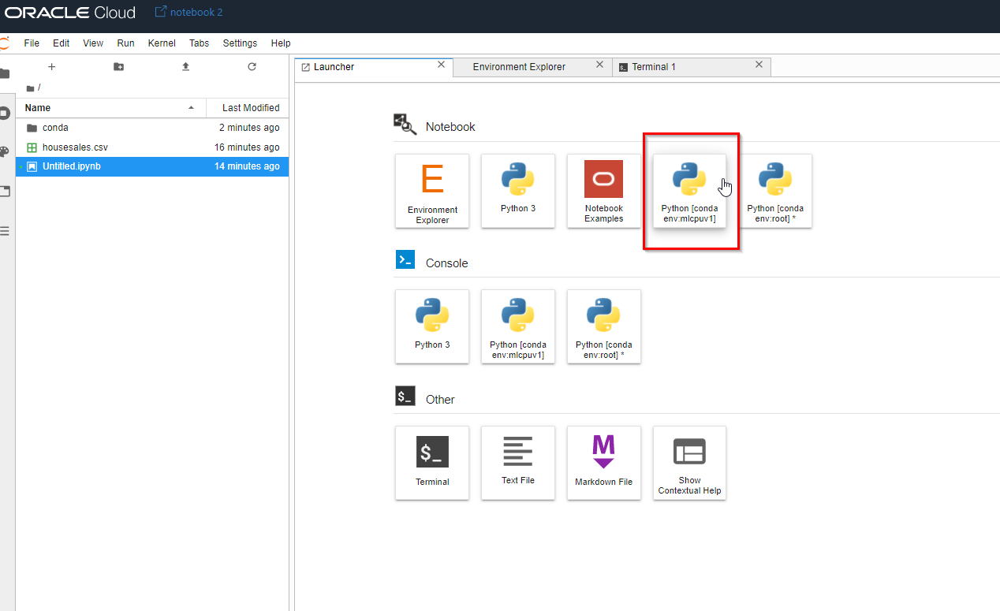 ORACLE Cloud notebook 2
File Edit View Run Kernel Tabs Settings Help
Launcher Environment Explorer $_ Terminal 1
/
Name Last Modified
conda 2 minutes ago
housesales.csv 16 minutes ago
Untitled.ipynb 14 minutes ago
Notebook
E
Environment
Explorer
Python 3
Notebook
Examples
Python [conda
env:mlcpuv1]
Python [conda
env:root] *
>_ Console
Python 3
Python [conda
env:mlcpuv1]
Python [conda
env:root] *
$_ Other
$_
Terminal
Text File
M
Markdown File
Show
Contextual Help